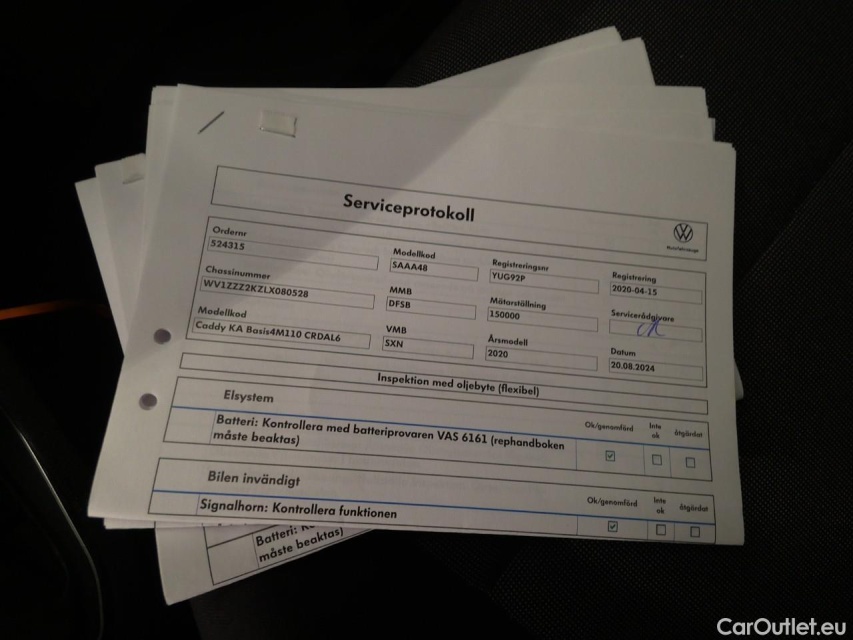 Serviceprotokoll
Ordernr
524315
Modellkod
SAAA48
Registreringsnr
YUG92P
Registrering
2020-04-15
Chassinummer
WV1ZZZ2KZLX080528
MMB
DFSB
Mätarställning
150000
Servicerådgivare
Modellkod
Caddy KA Basis4M110 CRDAL6
VMB
SXN
Årsmodell
2020
Datum
20.08.2024
Inspektion med oljebyte (flexibel)
Elsystem
Ok/genomförd Inte ok åtgärdat
Batteri: Kontrollera med batteriprovaren VAS 6161 (rephandboken
måste beaktas)
Bilen invändigt
Ok/genomförd Inte ok åtgärdat
Signalhorn: Kontrollera funktionen
Batteri:
måste beaktas)
CarOutlet.eu